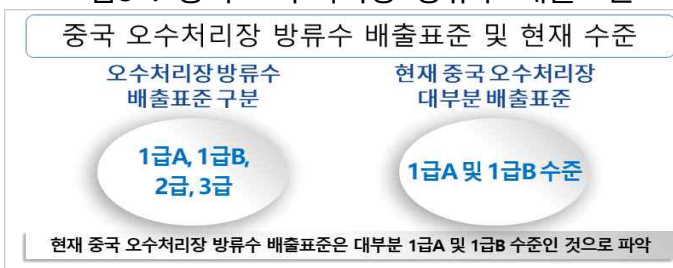 중국 오수처리장 방류수 배출표준 및 현재 수준
오수처리장 방류수
배출표준 구분
현재 중국 오수처리장
대부분 배출표준
1급A, 1급B,
2급, 3급
1급A 및 1급B 수준
현재 중국 오수처리장 방류수 배출표준은 대부분 1급A 및 1급B 수준인 것으로 파악